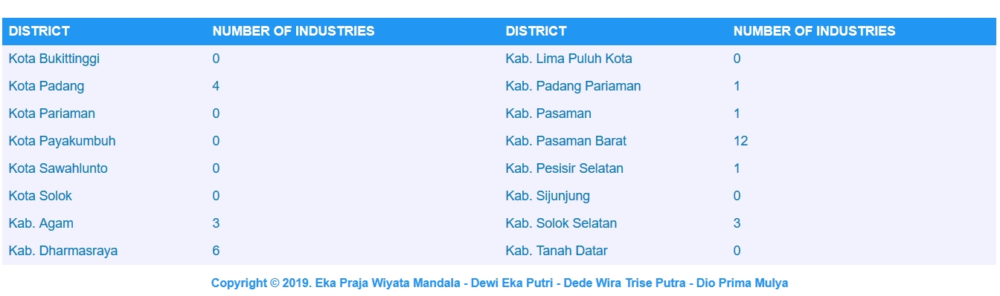 DISTRICT NUMBER OF INDUSTRIES DISTRICT NUMBER OF INDUSTRIES
Kota Bukittinggi 0 Kab. Lima Puluh Kota 0
Kota Padang 4 Kab. Padang Pariaman 1
Kota Pariaman 0 Kab. Pasaman 1
Kota Payakumbuh 0 Kab. Pasaman Barat 12
Kota Sawahlunto 0 Kab. Pesisir Selatan 1
Kota Solok 0 Kab. Sijunjung 0
Kab. Agam 3 Kab. Solok Selatan 3
Kab. Dharmasraya 6 Kab. Tanah Datar 0
Copyright © 2019. Eka Praja Wiyata Mandala - Dewi Eka Putri - Dede Wira Trise Putra - Dio Prima Mulya